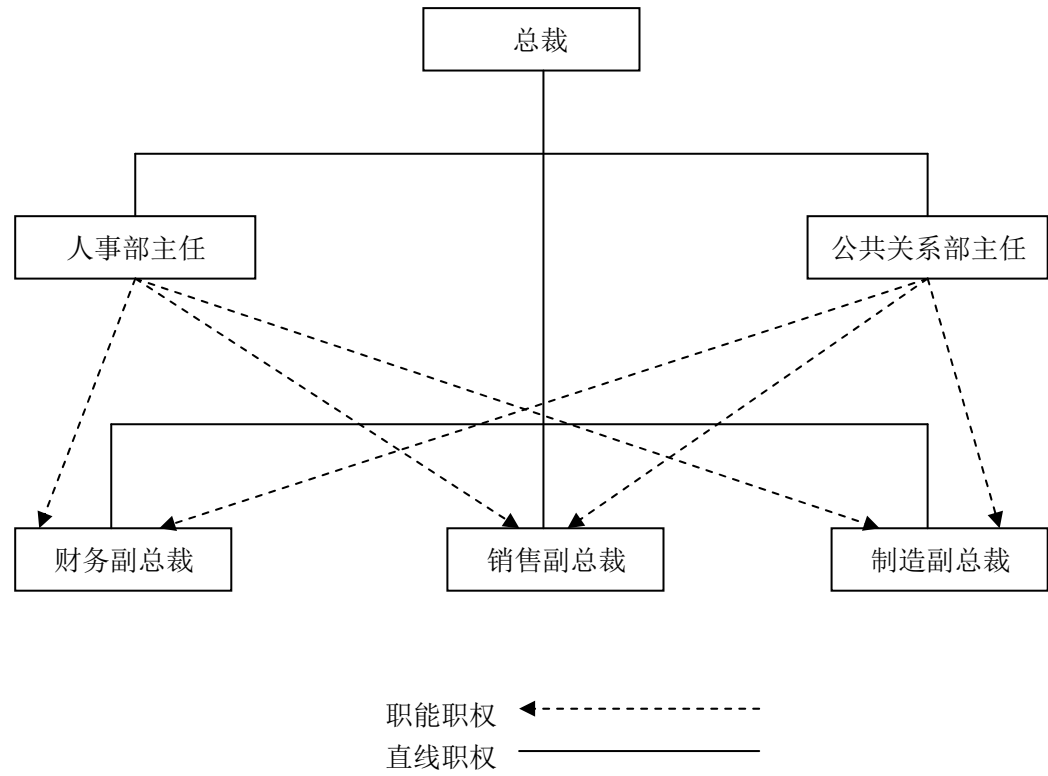 总裁
人事部主任
公共关系部主任
财务副总裁
销售副总裁
制造副总裁
职能职权
直线职权